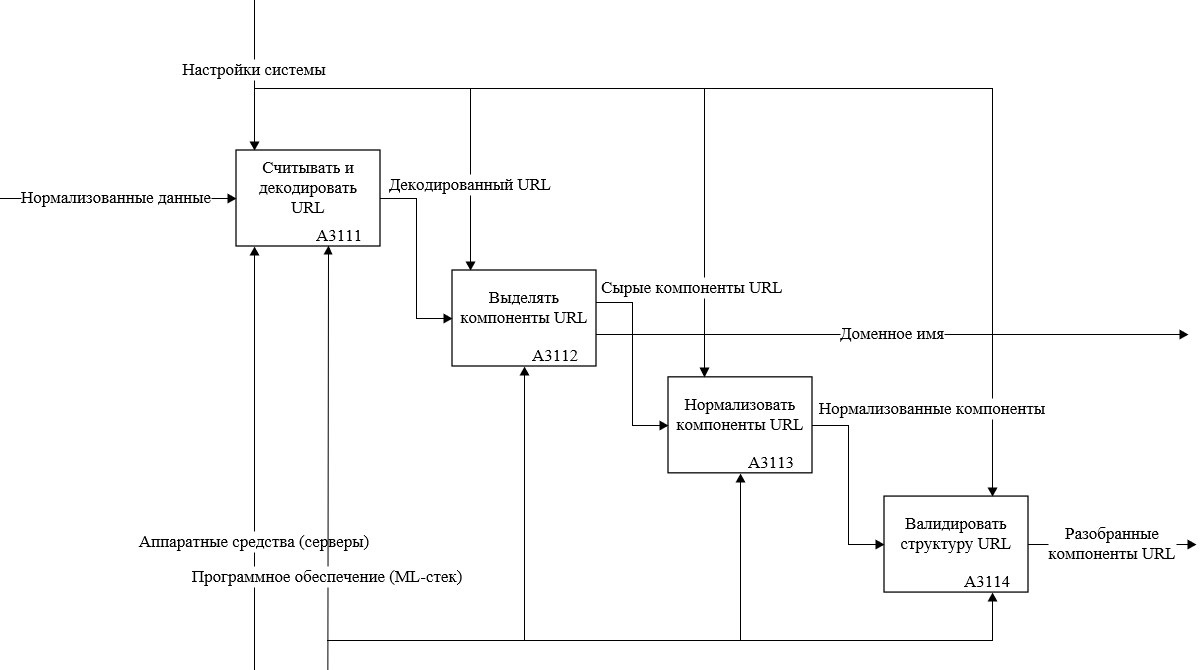 Настройки системы
Считывать и
декодировать
URL
A3111
Нормализованные данные
Декодированный URL
Выделять
компоненты URL
A3112
Сырые компоненты URL
Доменное имя
Нормализовать
компоненты URL
A3113
Нормализованные компоненты
Валидировать
структуру URL
A3114
Разобранные
компоненты URL
Аппаратные средства (серверы)
Программное обеспечение (ML-стек)